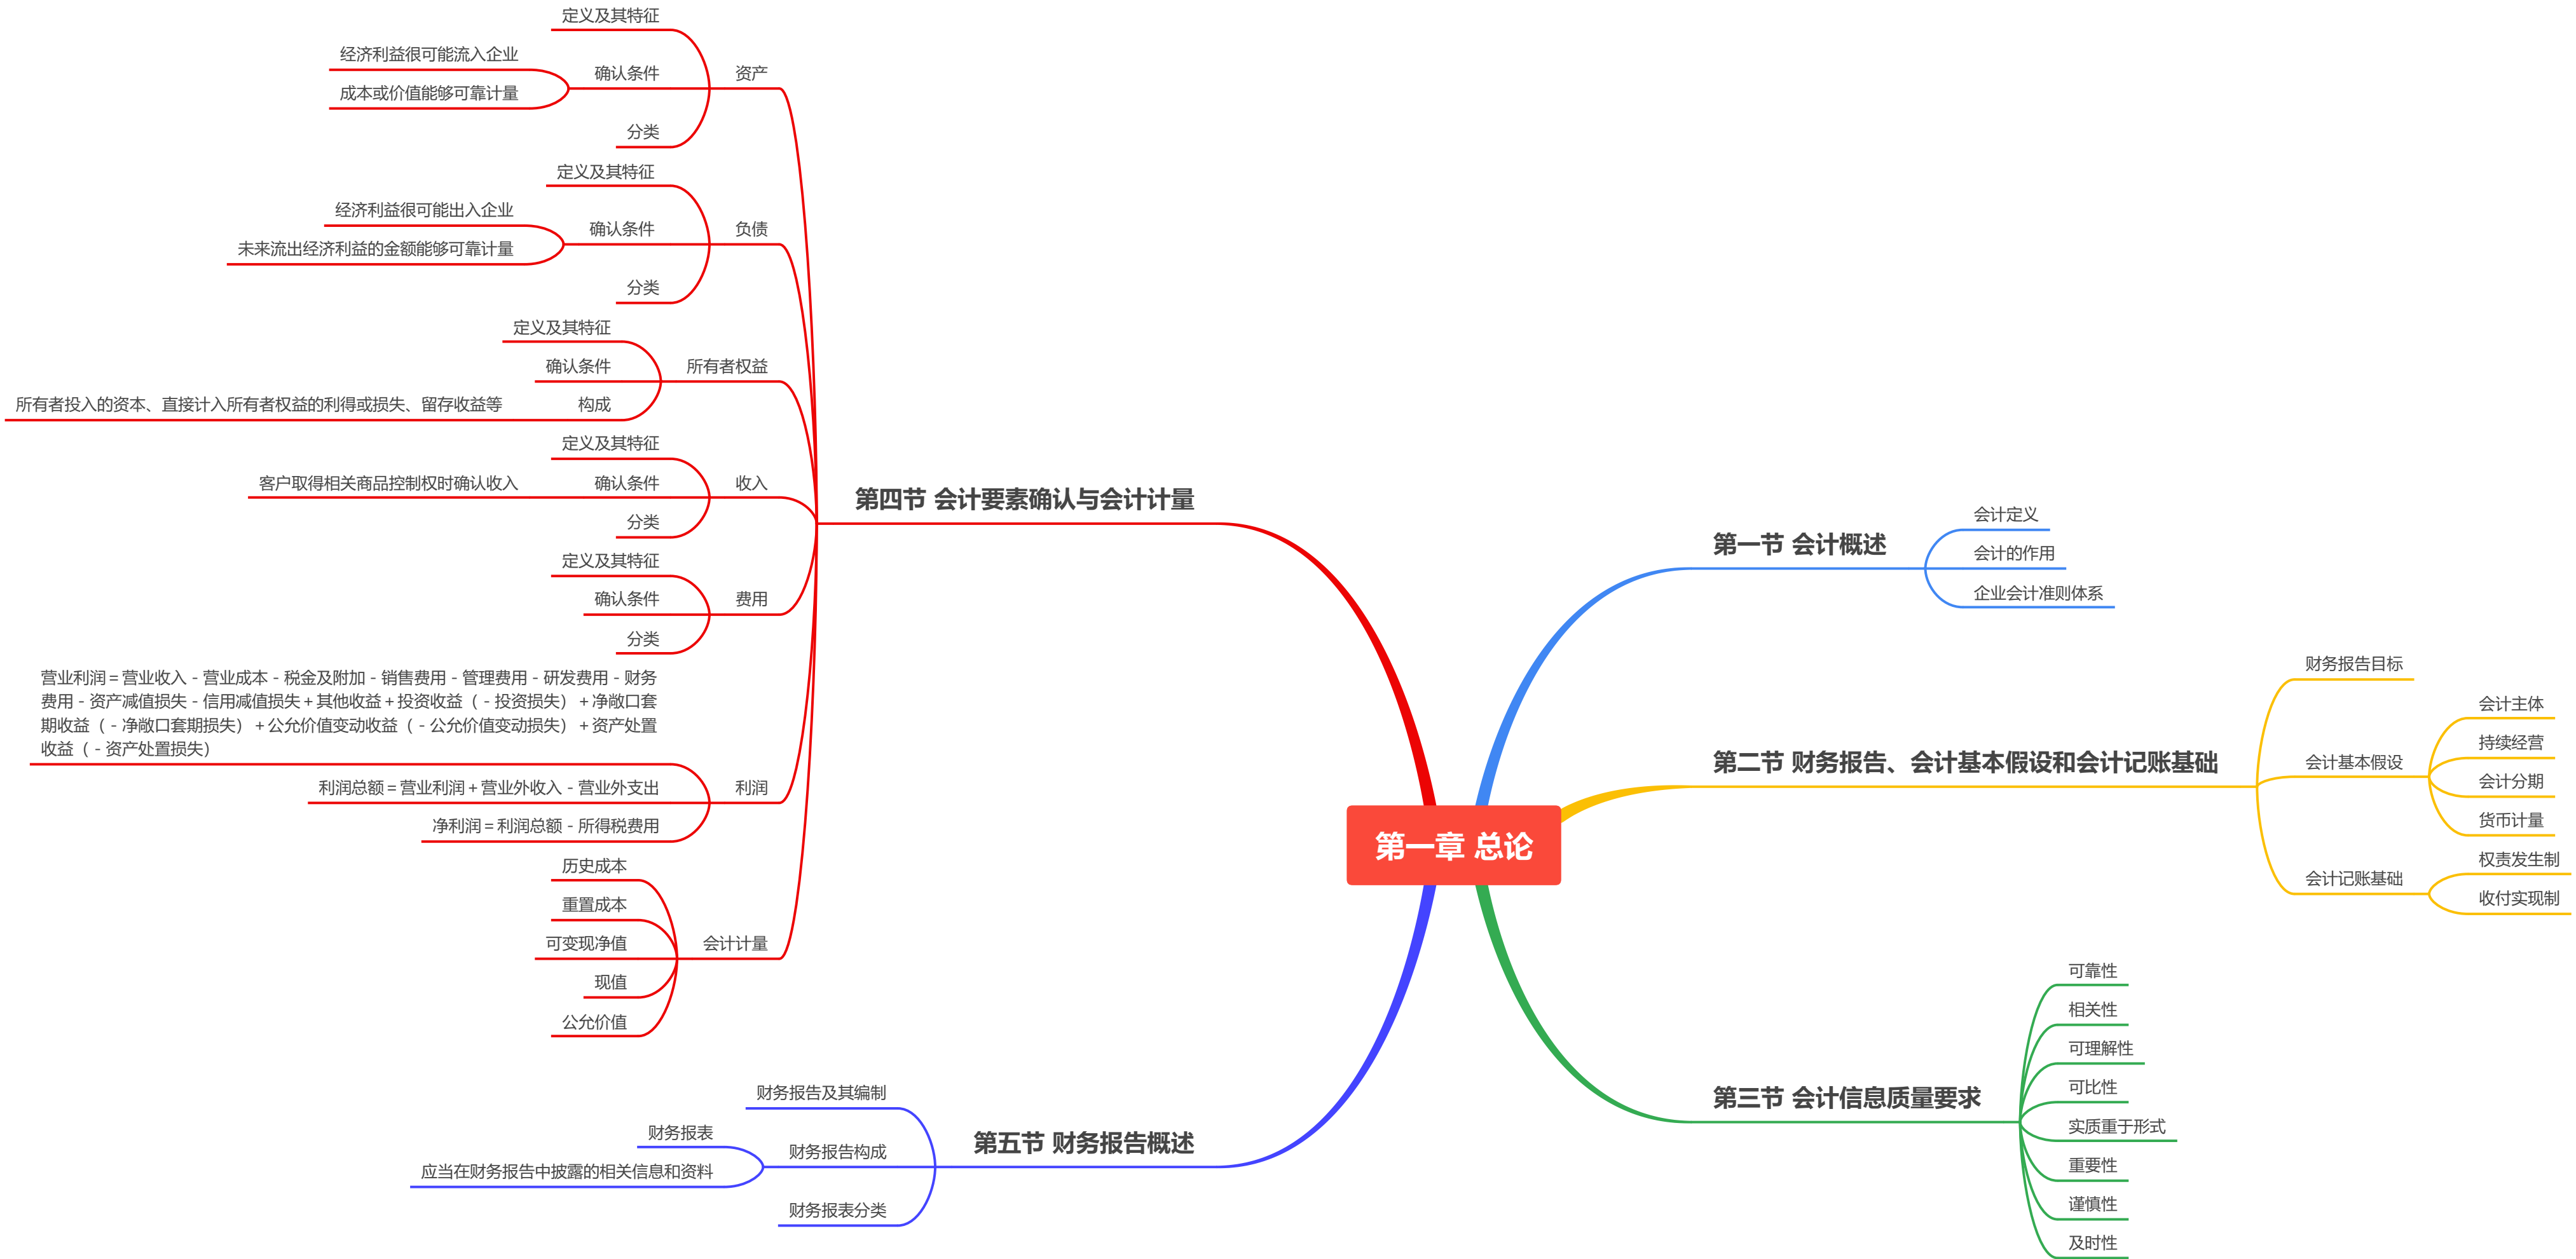 第一章 总论
第一节 会计概述
会计定义
会计的作用
企业会计准则体系
第二节 财务报告、会计基本假设和会计记账基础
财务报告目标
会计基本假设
会计主体
持续经营
会计分期
货币计量
会计记账基础
权责发生制
收付实现制
第三节 会计信息质量要求
可靠性
相关性
可理解性
可比性
实质重于形式
重要性
谨慎性
及时性
第四节 会计要素确认与会计计量
资产
定义及其特征
确认条件
经济利益很可能流入企业
成本或价值能够可靠计量
分类
负债
定义及其特征
确认条件
经济利益很可能出入企业
未来流出经济利益的金额能够可靠计量
分类
所有者权益
定义及其特征
确认条件
构成
所有者投入的资本、直接计入所有者权益的利得或损失、留存收益等
收入
定义及其特征
确认条件
客户取得相关商品控制权时确认收入
分类
费用
定义及其特征
确认条件
分类
利润
营业利润＝营业收入－营业成本－税金及附加－销售费用－管理费用－研发费用－财务
费用－资产减值损失－信用减值损失＋其他收益＋投资收益（－投资损失）＋净敞口套
期收益（－净敞口套期损失）＋公允价值变动收益（－公允价值变动损失）＋资产处置
收益（－资产处置损失）
利润总额＝营业利润＋营业外收入－营业外支出
净利润＝利润总额－所得税费用
会计计量
历史成本
重置成本
可变现净值
现值
公允价值
第五节 财务报告概述
财务报告及其编制
财务报告构成
财务报表
应当在财务报告中披露的相关信息和资料
财务报表分类